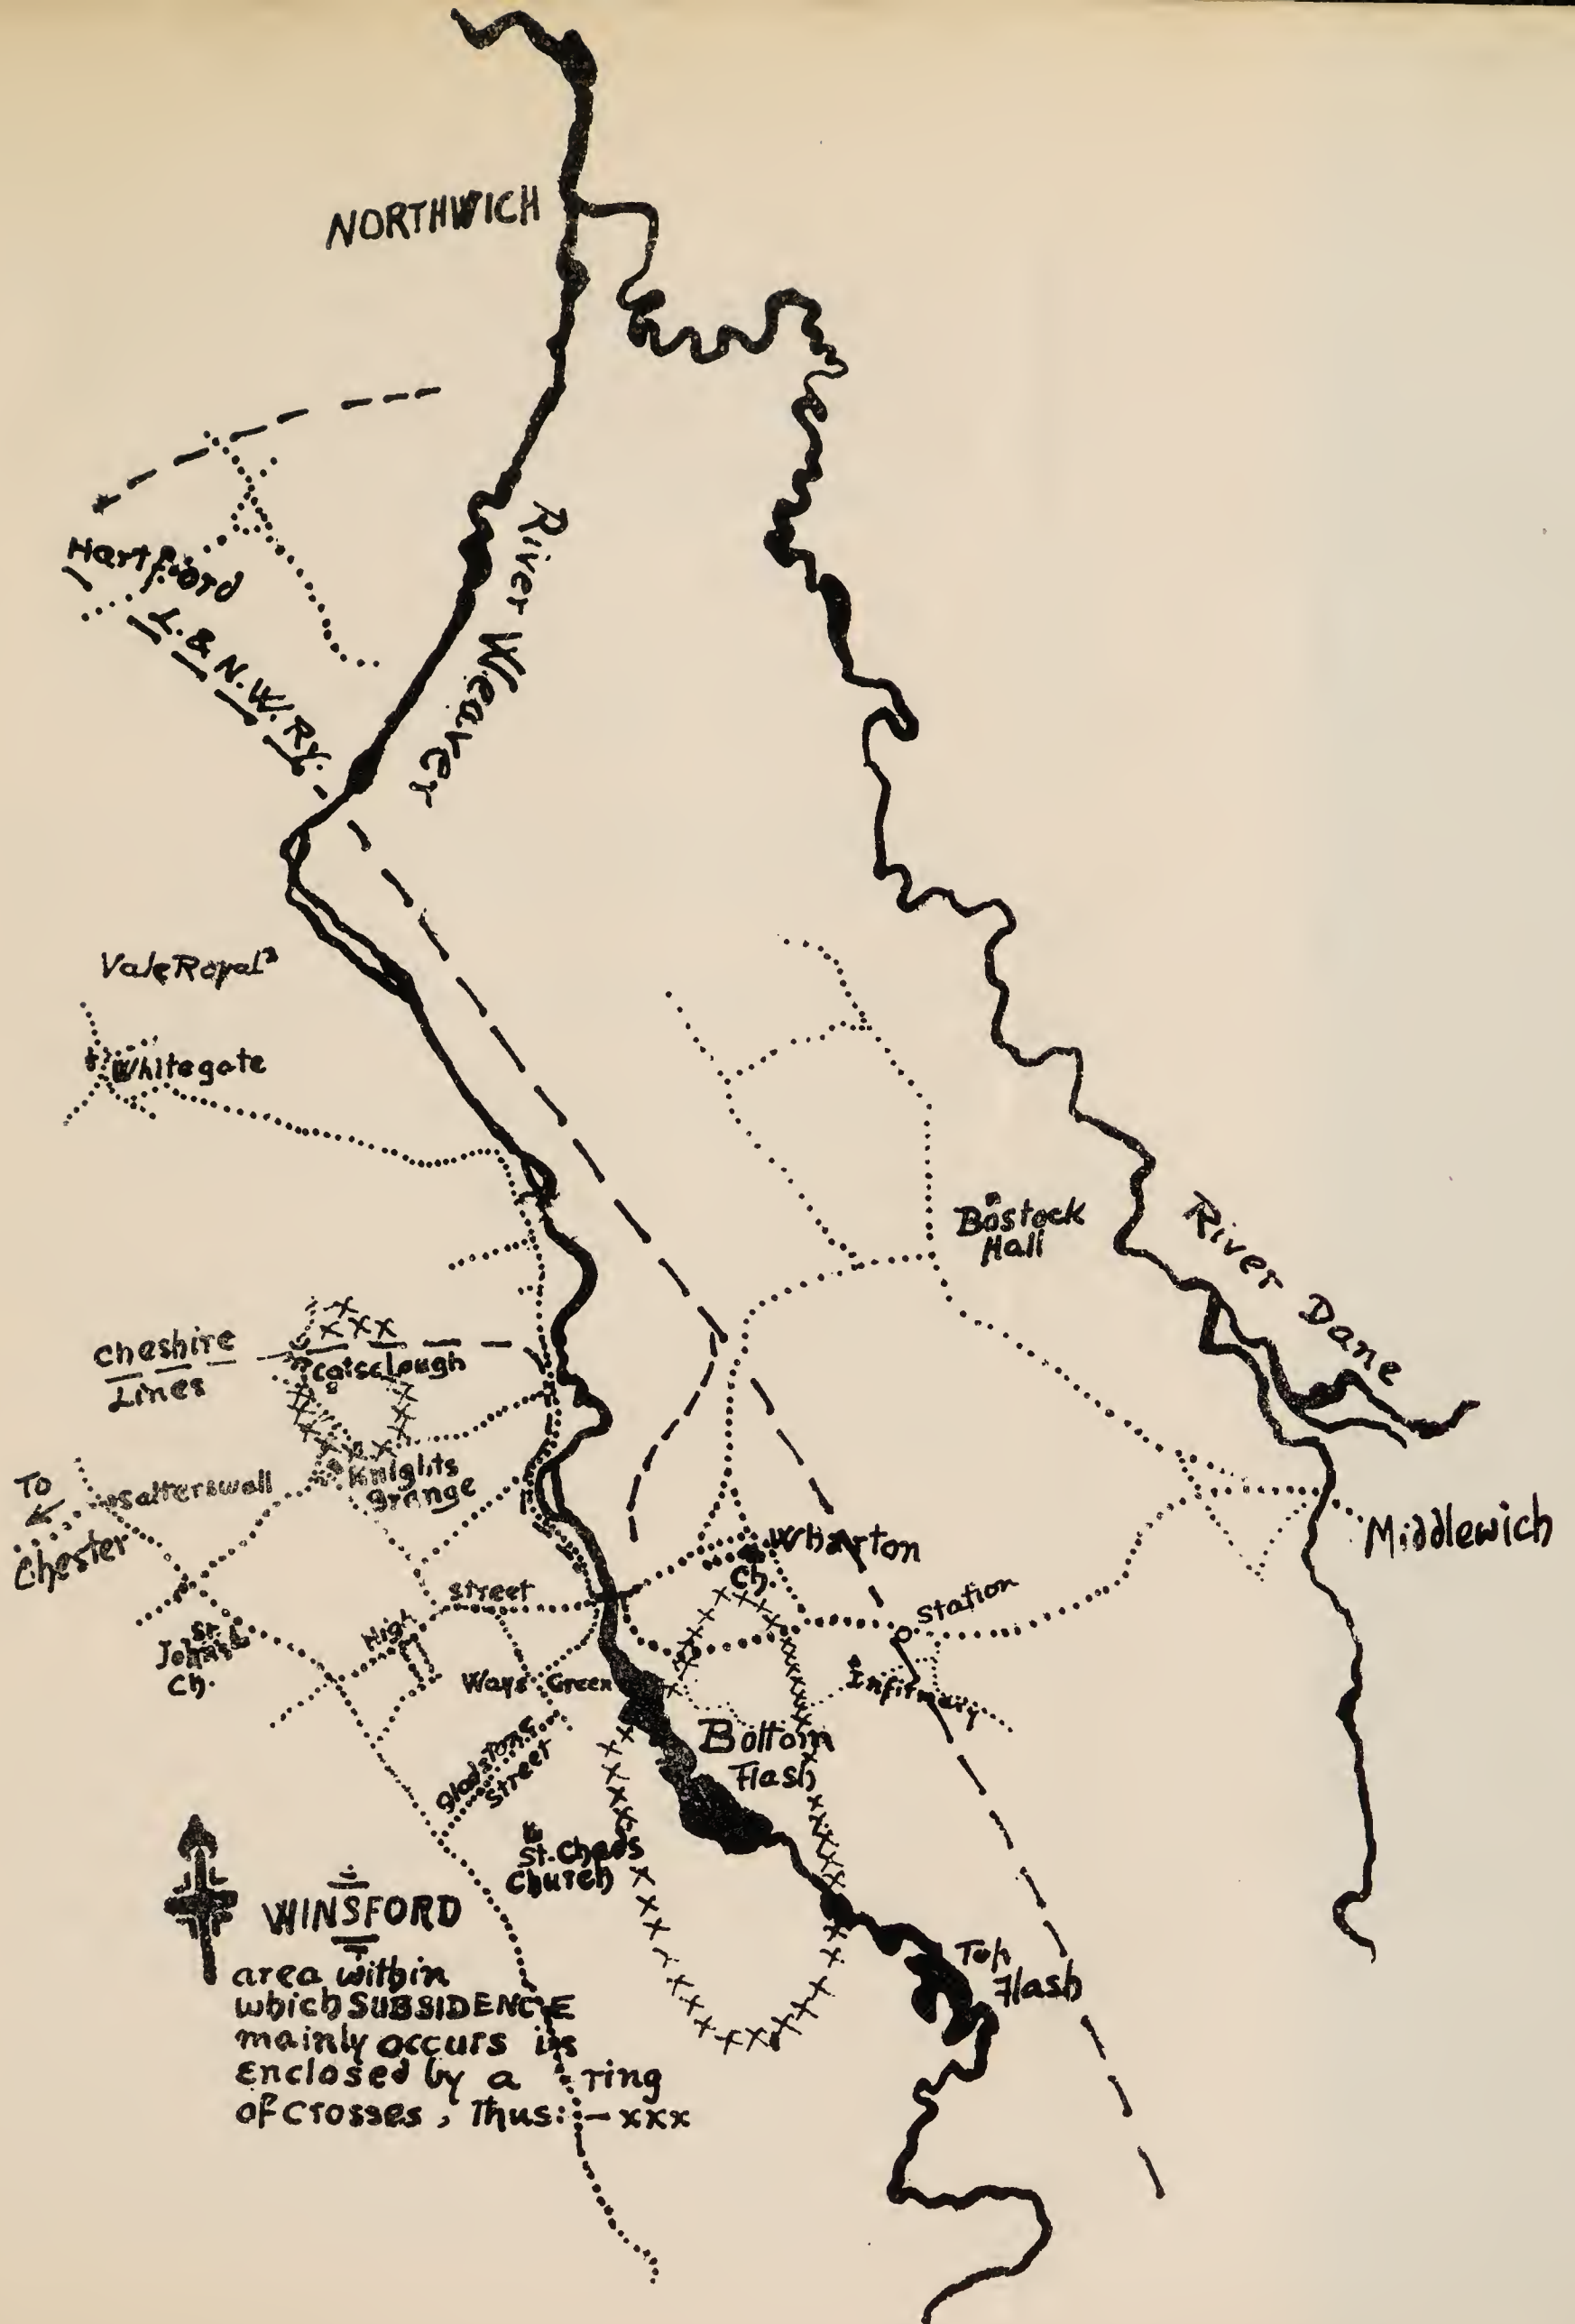 NORTHWICH
River Weaver
Hartford
L. & N. W. RY.
Vale Royal
Whitegate
Bostock
Hall
River Dane
Cheshire
Lines
Catsclough
Knights
Grange
To
Chester
Salterswall
Wharton
Ch.
Middlewich
Station
High Street
St.
John's
Ch.
Ways Green
Infirmary
Gladstone
Street
Bottom
Flash
St. Chads
Church
Top
Flash
WINSFORD
area within
which SUBSIDENCE
mainly occurs is
Enclosed by a ring
of Crosses, Thus:- xxx